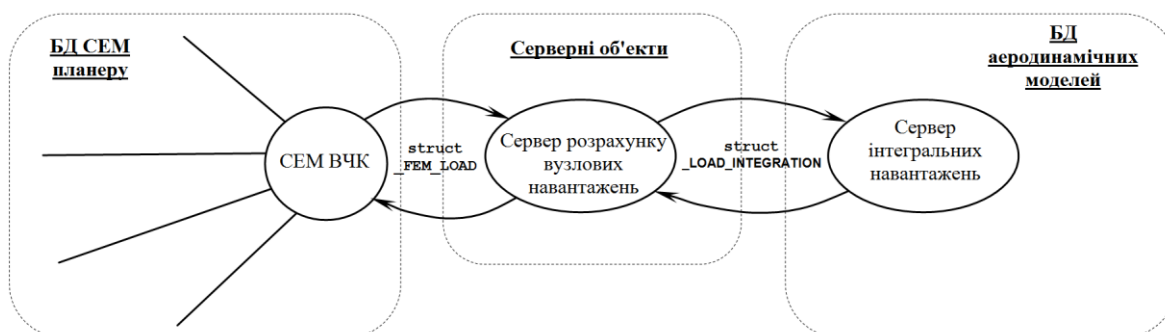 БД СЕМ
планеру
Серверні об'екти
БД
аеродинамічних
моделей
СЕМ ВЧК
struct
_FEM_LOAD
Сервер розрахунку
вузлових
навантажень
struct
_LOAD_INTEGRATION
Сервер
інтегральних
навантажень